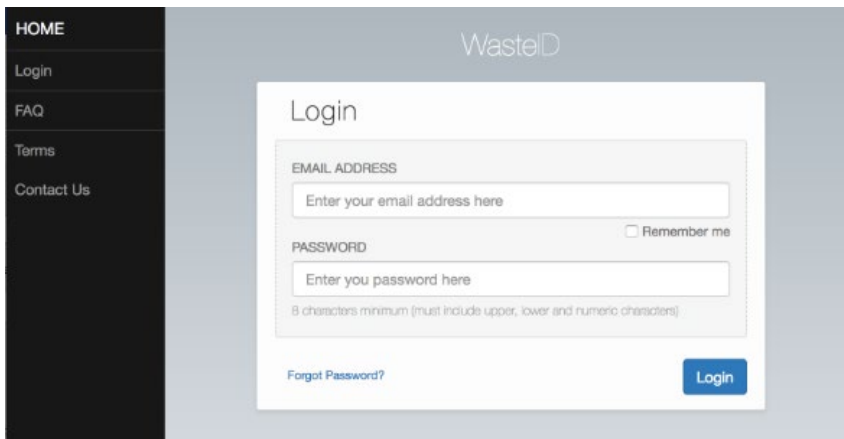 HOME
Login
FAQ
Terms
Contact Us
WasteID
Login
EMAIL ADDRESS
Enter your email address here
Remember me
PASSWORD
Enter you password here
8 characters minimum (must include upper, lower and numeric characters)
Forgot Password?
Login